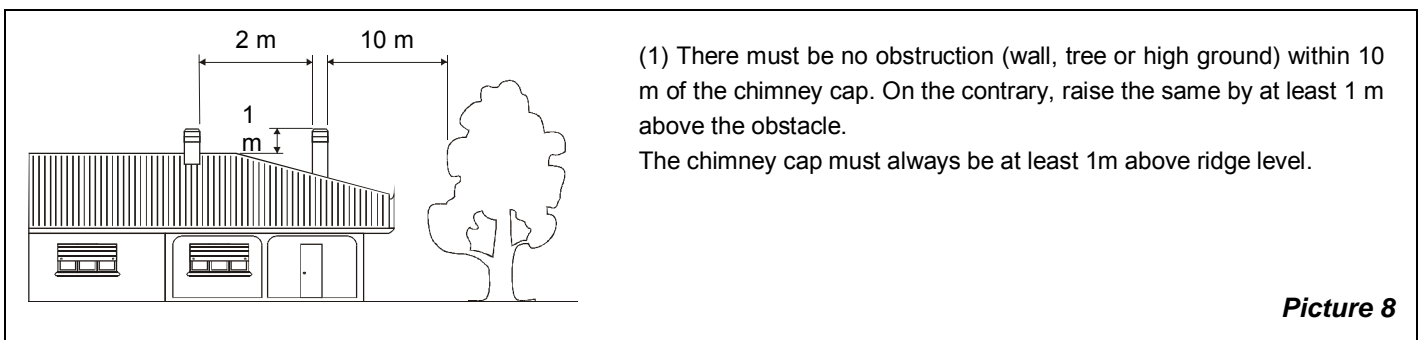 2 m
10 m
1
m
(1) There must be no obstruction (wall, tree or high ground) within 10
m of the chimney cap. On the contrary, raise the same by at least 1 m
above the obstacle.
The chimney cap must always be at least 1m above ridge level.
Picture 8